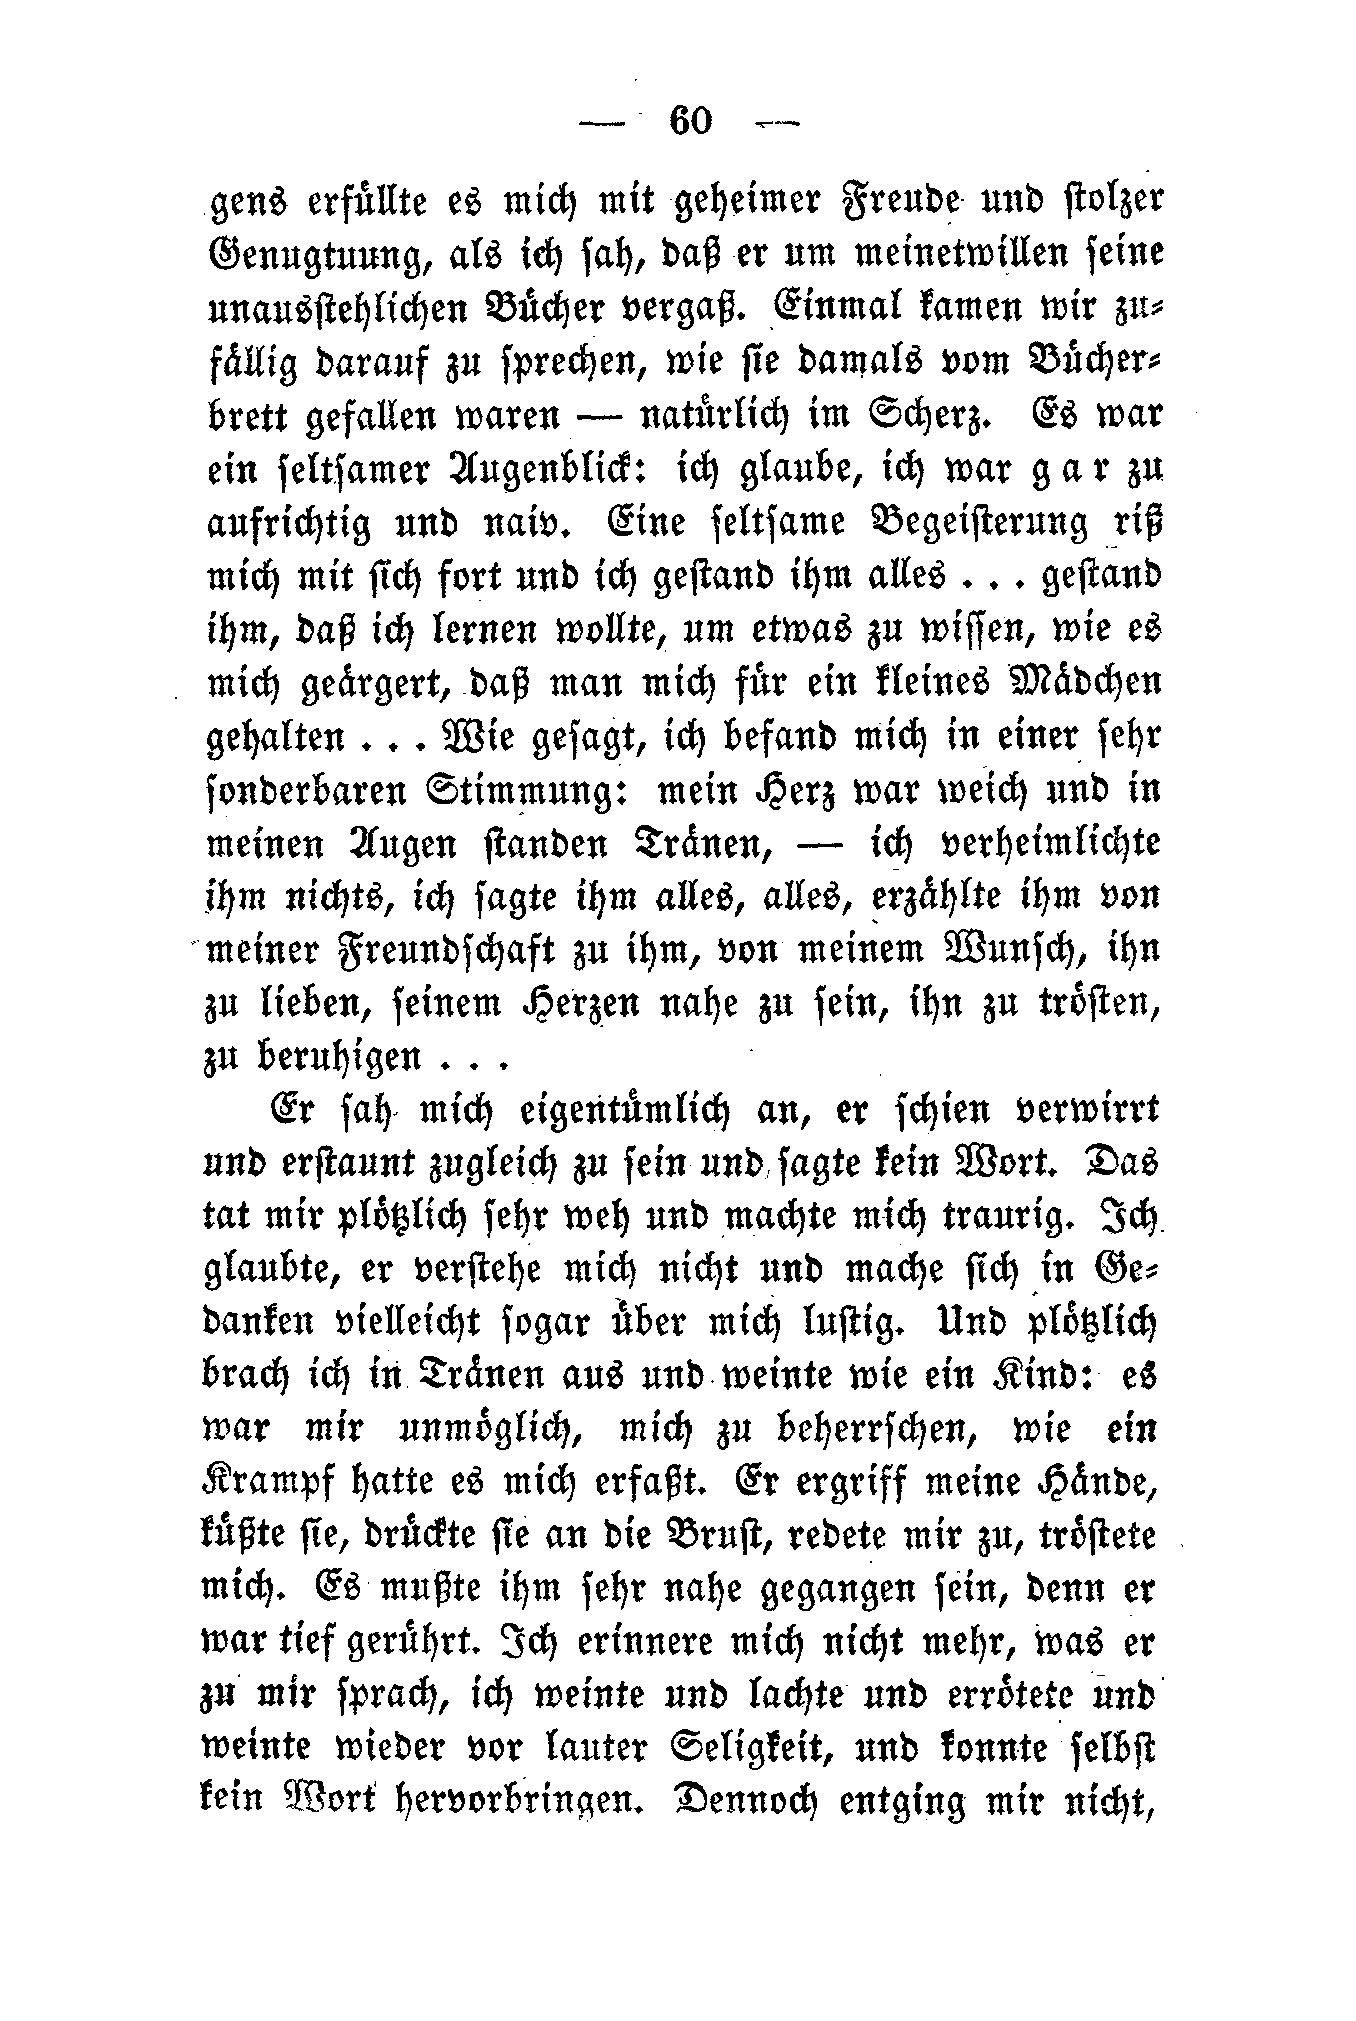 — 60 —
gens erfüllte es mich mit geheimer Freude und stolzer
Genugtuung, als ich sah, daß er um meinetwillen seine
unausstehlichen Bücher vergaß. Einmal kamen wir zu-
fällig darauf zu sprechen, wie sie damals vom Bücher-
brett gefallen waren — natürlich im Scherz. Es war
ein seltsamer Augenblick: ich glaube, ich war gar zu
aufrichtig und naiv. Eine seltsame Begeisterung riß
mich mit sich fort und ich gestand ihm alles . . . gestand
ihm, daß ich lernen wollte, um etwas zu wissen, wie es
mich geärgert, daß man mich für ein kleines Mädchen
gehalten . . . Wie gesagt, ich befand mich in einer sehr
sonderbaren Stimmung: mein Herz war weich und in
meinen Augen standen Tränen, — ich verheimlichte
ihm nichts, ich sagte ihm alles, alles, erzählte ihm von
meiner Freundschaft zu ihm, von meinem Wunsch, ihn
zu lieben, seinem Herzen nahe zu sein, ihn zu trösten,
zu beruhigen . . .
Er sah mich eigentümlich an, er schien verwirrt
und erstaunt zugleich zu sein und sagte kein Wort. Das
tat mir plötzlich sehr weh und machte mich traurig. Ich
glaubte, er verstehe mich nicht und mache sich in Ge-
danken vielleicht sogar über mich lustig. Und plötzlich
brach ich in Tränen aus und weinte wie ein Kind: es
war mir unmöglich, mich zu beherrschen, wie ein
Krampf hatte es mich erfaßt. Er ergriff meine Hände,
küßte sie, drückte sie an die Brust, redete mir zu, tröstete
mich. Es mußte ihm sehr nahe gegangen sein, denn er
war tief gerührt. Ich erinnere mich nicht mehr, was er
zu mir sprach, ich weinte und lachte und errötete und
weinte wieder vor lauter Seligkeit, und konnte selbst
kein Wort hervorbringen. Dennoch entging mir nicht,